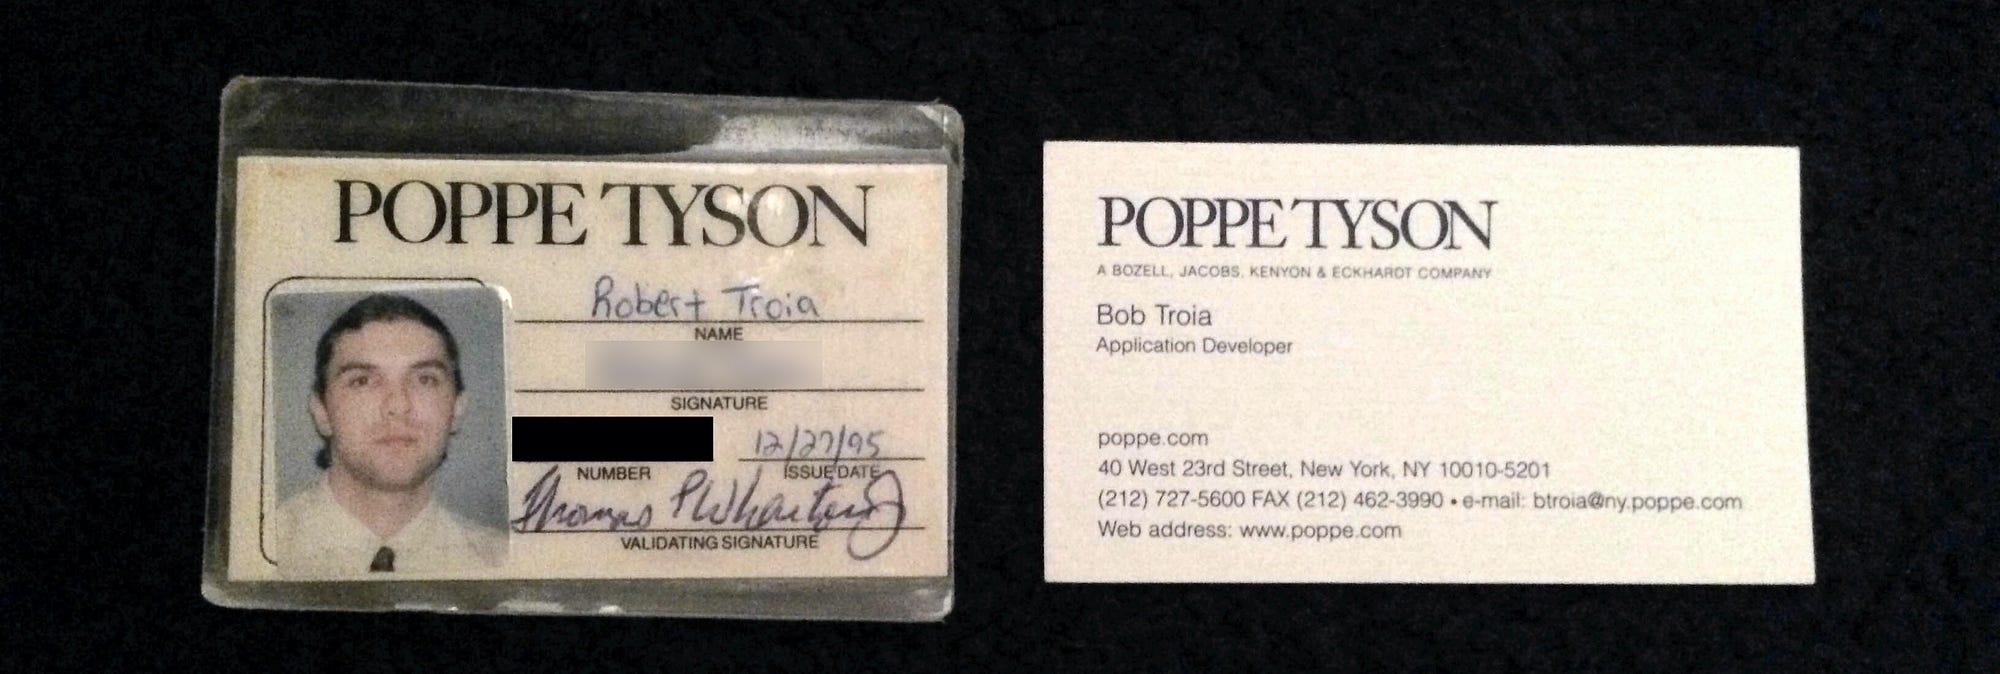 POPPE TYSON
Robert Troia
NAME
SIGNATURE
12/27/95
NUMBER
ISSUE DATE
Thomas P Wharton
VALIDATING SIGNATURE
POPPE TYSON
A BOZELL, JACOBS, KENYON & ECKHARDT COMPANY
Bob Troia
Application Developer
poppe.com
40 West 23rd Street, New York, NY 10010-5201
(212) 727-5600 FAX (212) 462-3990 • e-mail: btroia@ny.poppe.com
Web address: www.poppe.com